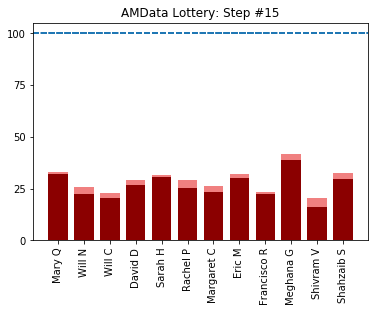 AMData Lottery: Step #15
100
75
50
25
0
Mary Q
Will N
Will C
David D
Sarah H
Rachel P
Margaret C
Eric M
Francisco R
Meghana G
Shivram V
Shahzaib S